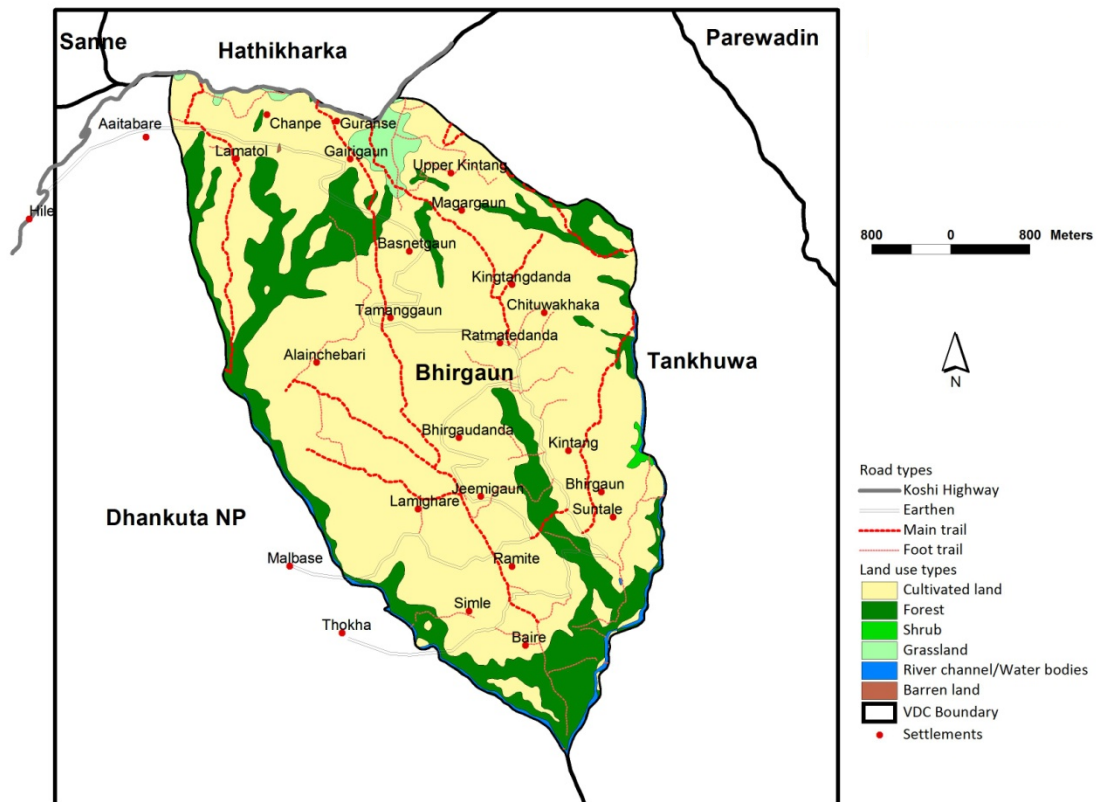 Sanne
Hathikharka
Parewadin
Aaitabare
Chanpe
Guranse
Lamatol
Gairigaun
Upper Kintang
Hile
Magargaun
Basnetgaun
Kingtangdanda
Chituwakhaka
Tamanggaun
Ratmatedanda
Alainchebari
Bhirgaun
Tankhuwa
Bhirgaudanda
Kintang
Jeemigaun
Bhirgaun
Lamighare
Suntale
Dhankuta NP
Malbase
Ramite
Simle
Thokha
Baire
800 0 800 Meters
N
Road types
Koshi Highway
Earthen
Main trail
Foot trail
Land use types
Cultivated land
Forest
Shrub
Grassland
River channel/Water bodies
Barren land
VDC Boundary
Settlements